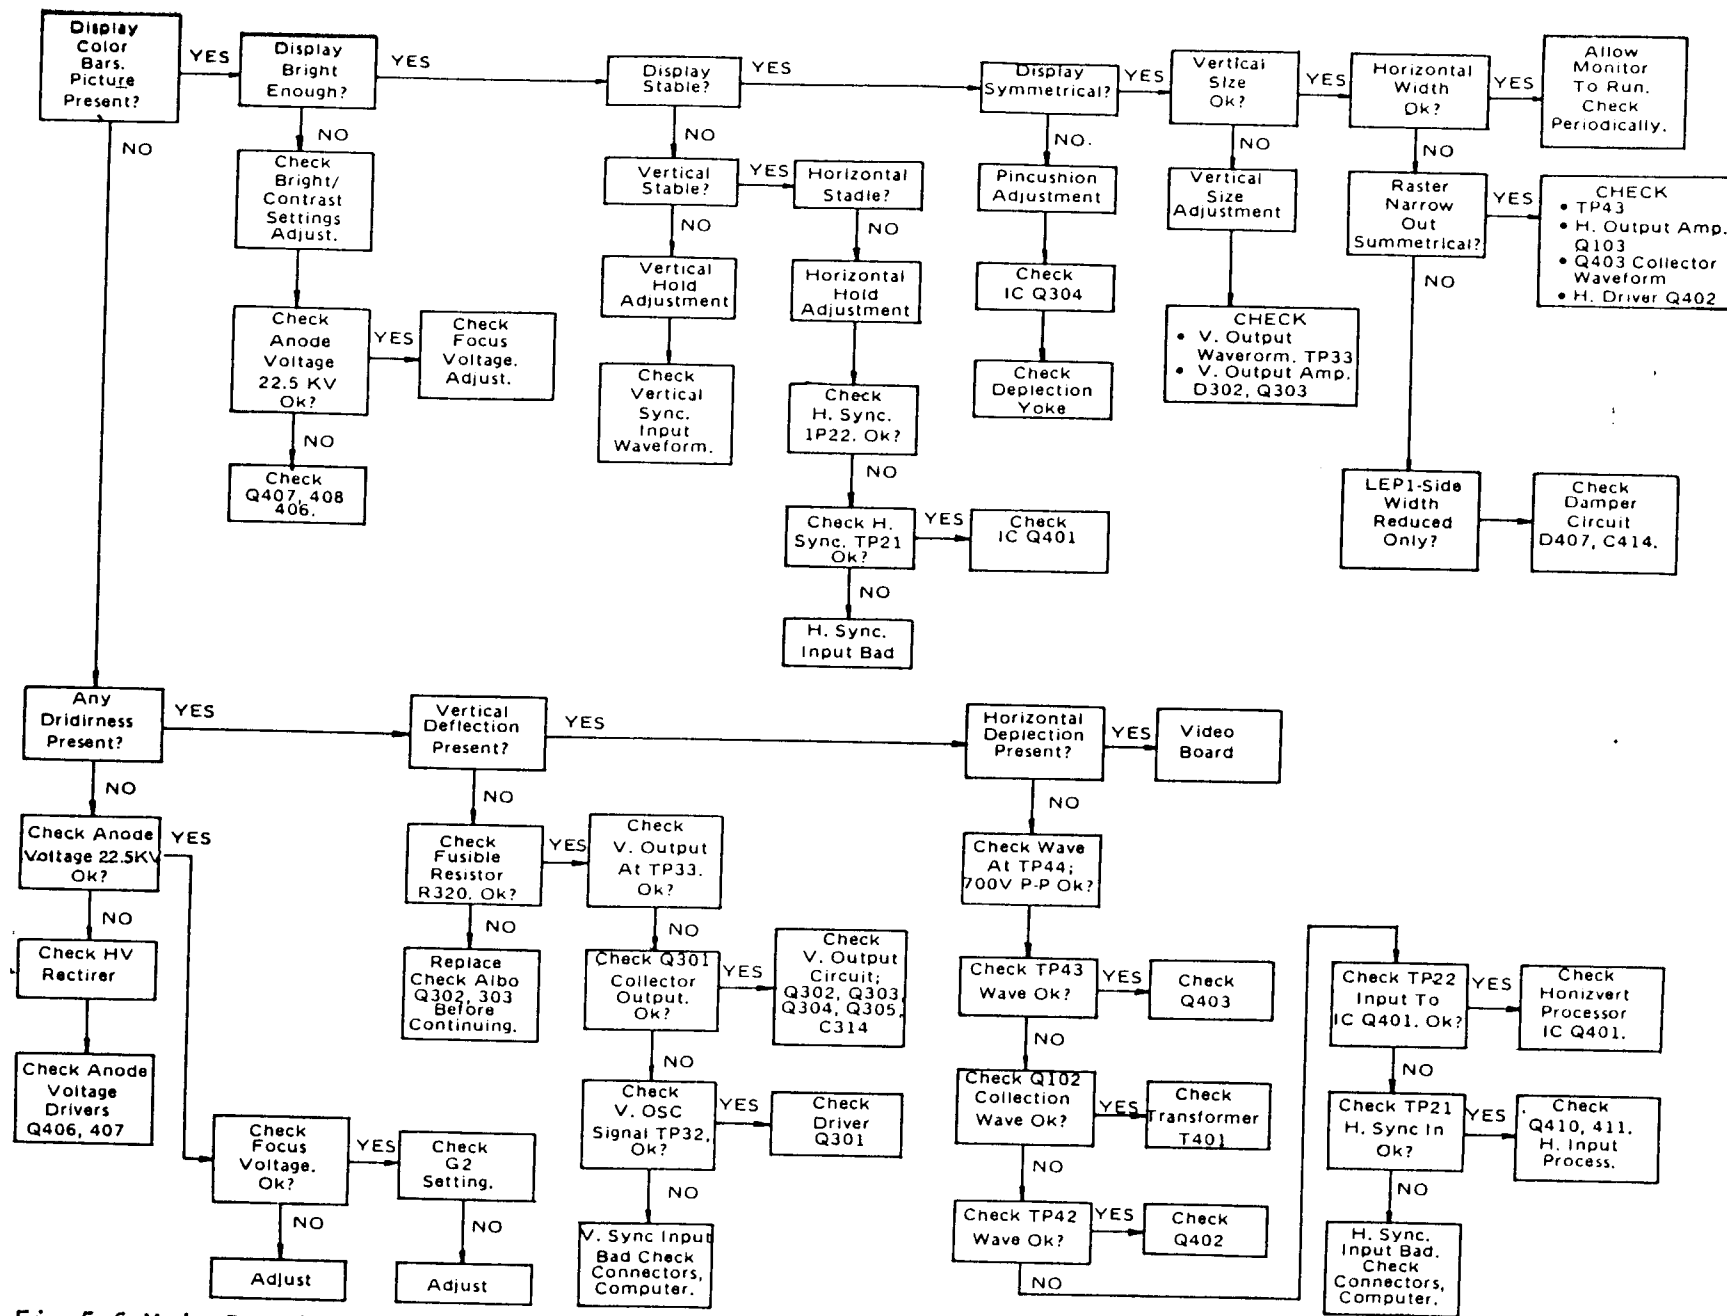 Display
Color
Bars.
Picture
Present?
YES
NO
Display
Bright
Enough?
YES
NO
Check
Bright/
Contrast
Settings
Adjust.
Check
Anode
Voltage
22.5 KV
Ok?
YES
Check
Focus
Voltage.
Adjust.
NO
Check
Q407, 408
406.
Display
Stable?
YES
NO
Vertical
Stable?
YES
NO
Vertical
Hold
Adjustment
Check
Vertical
Sync.
Input
Waveform.
Horizontal
Stadle?
NO
Horizontal
Hold
Adjustment
Check
H. Sync.
1P22. Ok?
NO
Check H.
Sync. TP21
Ok?
YES
Check
IC Q401
NO
H. Sync.
Input Bad
Display
Symmetrical?
YES
NO.
Pincushion
Adjustment
Check
IC Q304
Check
Deplection
Yoke
Vertical
Size
Ok?
YES
NO
Vertical
Size
Adjustment
CHECK
• V. Output
Waverorm. TP33
• V. Output Amp.
D302, Q303
Horizontal
Width
Ok?
YES
NO
Allow
Monitor
To Run.
Check
Periodically.
Raster
Narrow
Out
Summetrical?
YES
NO
CHECK
• TP43
• H. Output Amp.
Q103
• Q403 Collector
Waveform
• H. Driver Q402
LEP1-Side
Width
Reduced
Only?
Check
Damper
Circuit
D407, C414.
Any
Dridirness
Present?
YES
NO
Check Anode
Voltage 22.5KV
Ok?
YES
NO
Check HV
Rectirer
Check Anode
Voltage
Drivers
Q406, 407
Check
Focus
Voltage.
Ok?
YES
NO
Adjust
Check
G2
Setting.
NO
Adjust
Vertical
Deflection
Present?
YES
NO
Check
Fusible
Resistor
R320. Ok?
YES
NO
Replace
Check Albo
Q302, 303
Before
Continuing.
Check
V. Output
At TP33.
Ok?
NO
Check Q301
Collector
Output.
Ok?
YES
NO
Check
V. Output
Circuit;
Q302, Q303,
Q304, Q305,
C314
Check
V. OSC
Signal TP32,
Ok?
YES
NO
Check
Driver
Q301
V. Sync Input
Bad Check
Connectors,
Computer.
Horizontal
Deplection
Present?
YES
NO
Video
Board
Check Wave
At TP44;
700V P-P Ok?
Check TP43
Wave Ok?
YES
NO
Check
Q403
Check Q102
Collection
Wave Ok?
YES
NO
Check
Transformer
T401
Check TP42
Wave Ok?
YES
NO
Check
Q402
Check TP22
Input To
IC Q401. Ok?
YES
NO
Check
Honizvert
Processor
IC Q401.
Check TP21
H. Sync In
Ok?
YES
NO
Check
Q410, 411.
H. Input
Process.
H. Sync.
Input Bad.
Check
Connectors,
Computer.